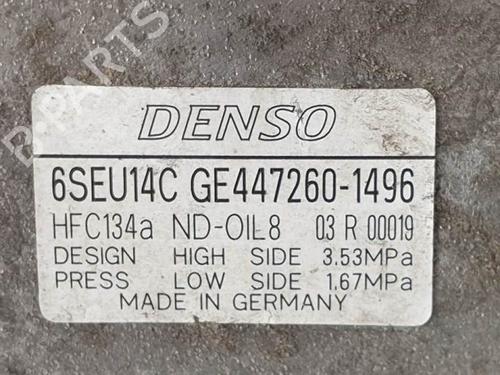 B-PARTS
DENSO
6SEU14C GE447260-1496
HFC134a ND-OIL8 03 R 00019
DESIGN HIGH SIDE 3.53MPa
PRESS LOW SIDE 1.67MPa
MADE IN GERMANY